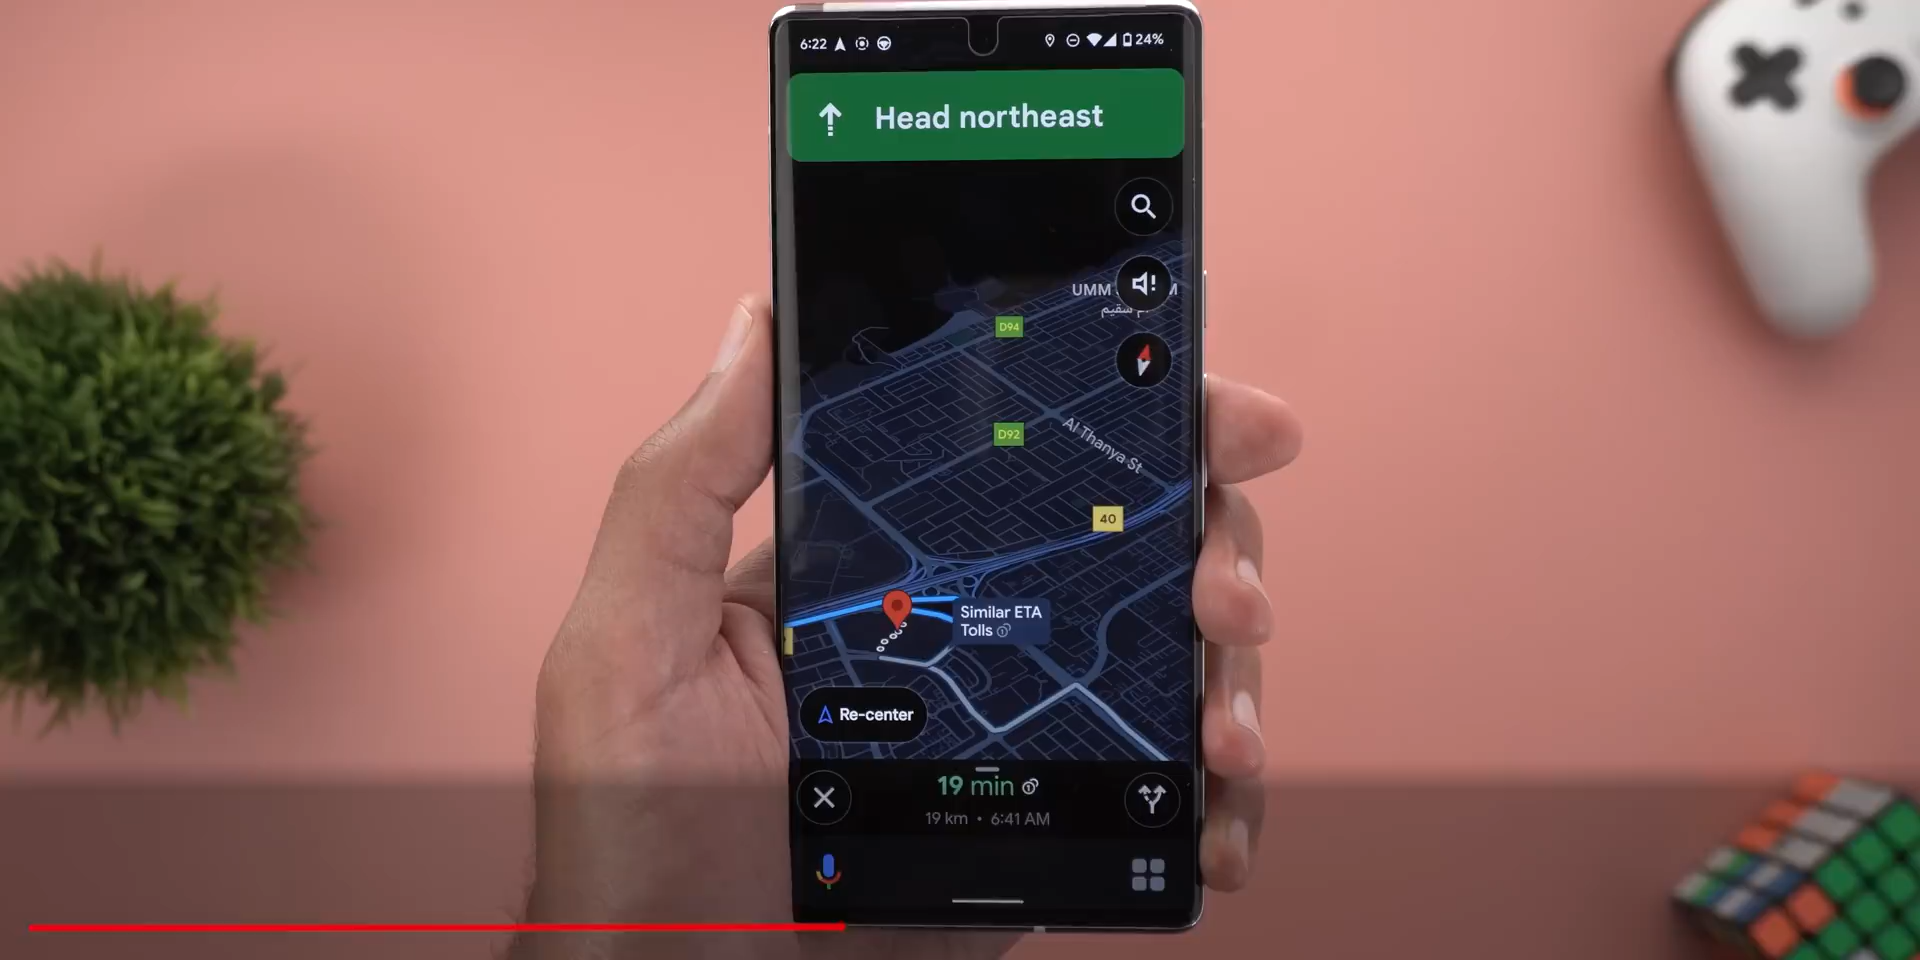 6:22
24%
Head northeast
UMM
M
سقيم
D94
D92
Al Thanya St
40
Similar ETA
Tolls
Re-center
19 min
19 km • 6:41 AM